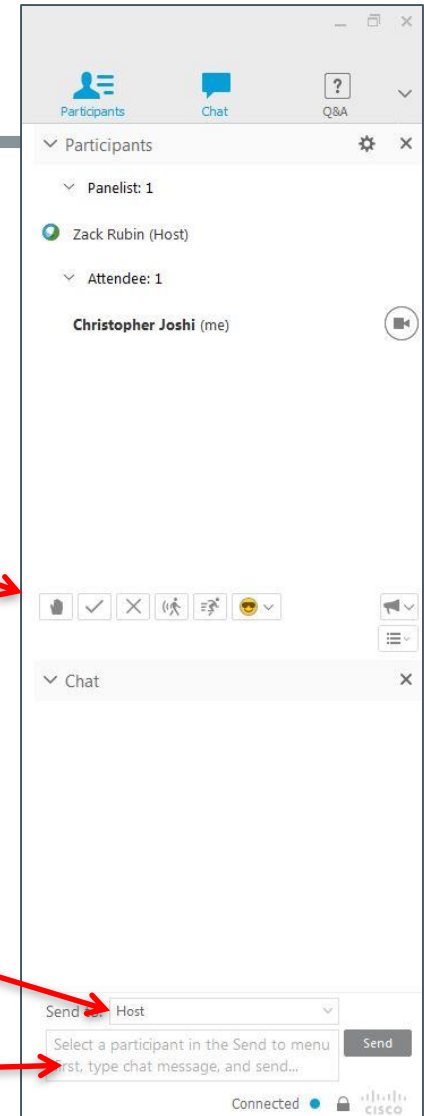 Participants Chat Q&A
Participants
Panelist: 1
Zack Rubin (Host)
Attendee: 1
Christopher Joshi (me)
Chat
Send to: Host
Select a participant in the Send to menu
first, type chat message, and send...
Send
Connected
cisco